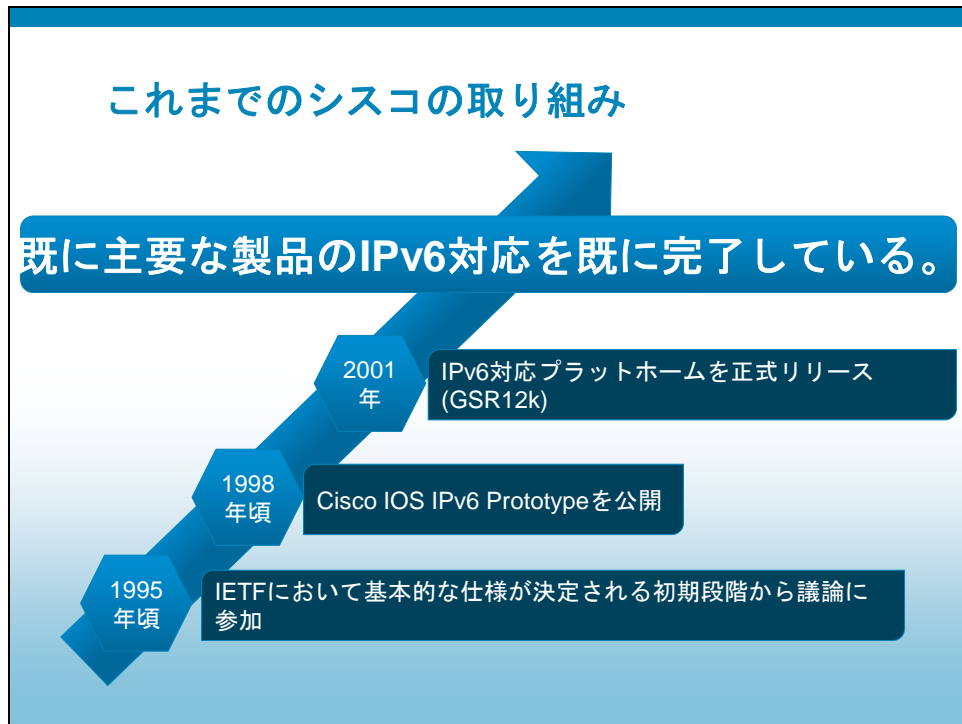 これまでのシスコの取り組み
既に主要な製品のIPv6対応を既に完了している。
2001
年
IPv6対応プラットホームを正式リリース
(GSR12k)
1998
年頃
Cisco IOS IPv6 Prototypeを公開
1995
年頃
IETFにおいて基本的な仕様が決定される初期段階から議論に
参加